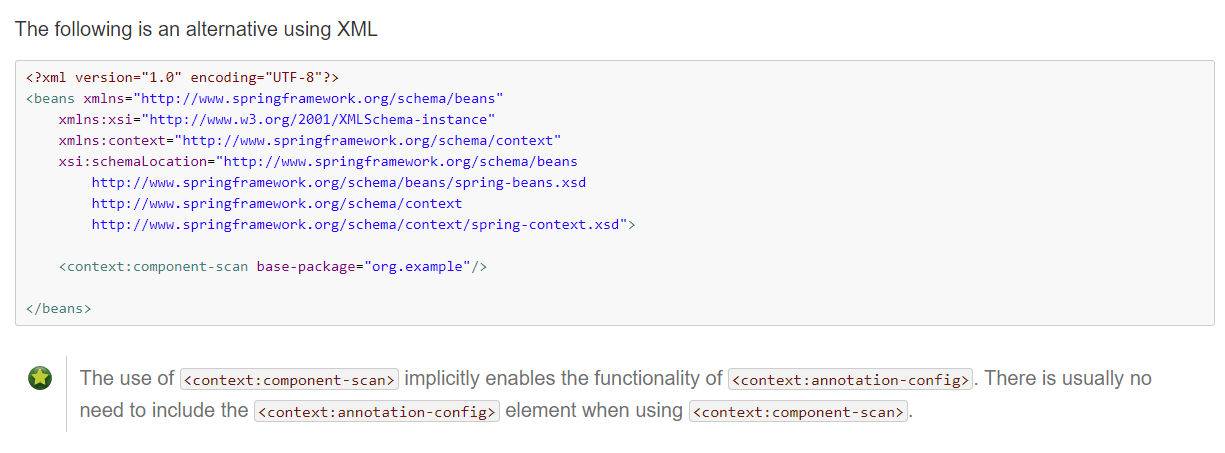 The following is an alternative using XML
<?xml version="1.0" encoding="UTF-8"?>
<beans xmlns="http://www.springframework.org/schema/beans"
    xmlns:xsi="http://www.w3.org/2001/XMLSchema-instance"
    xmlns:context="http://www.springframework.org/schema/context"
    xsi:schemaLocation="http://www.springframework.org/schema/beans
        http://www.springframework.org/schema/beans/spring-beans.xsd
        http://www.springframework.org/schema/context
        http://www.springframework.org/schema/context/spring-context.xsd">
    <context:component-scan base-package="org.example"/>
</beans>
The use of <context:component-scan> implicitly enables the functionality of <context:annotation-config>. There is usually no
need to include the <context:annotation-config> element when using <context:component-scan>.